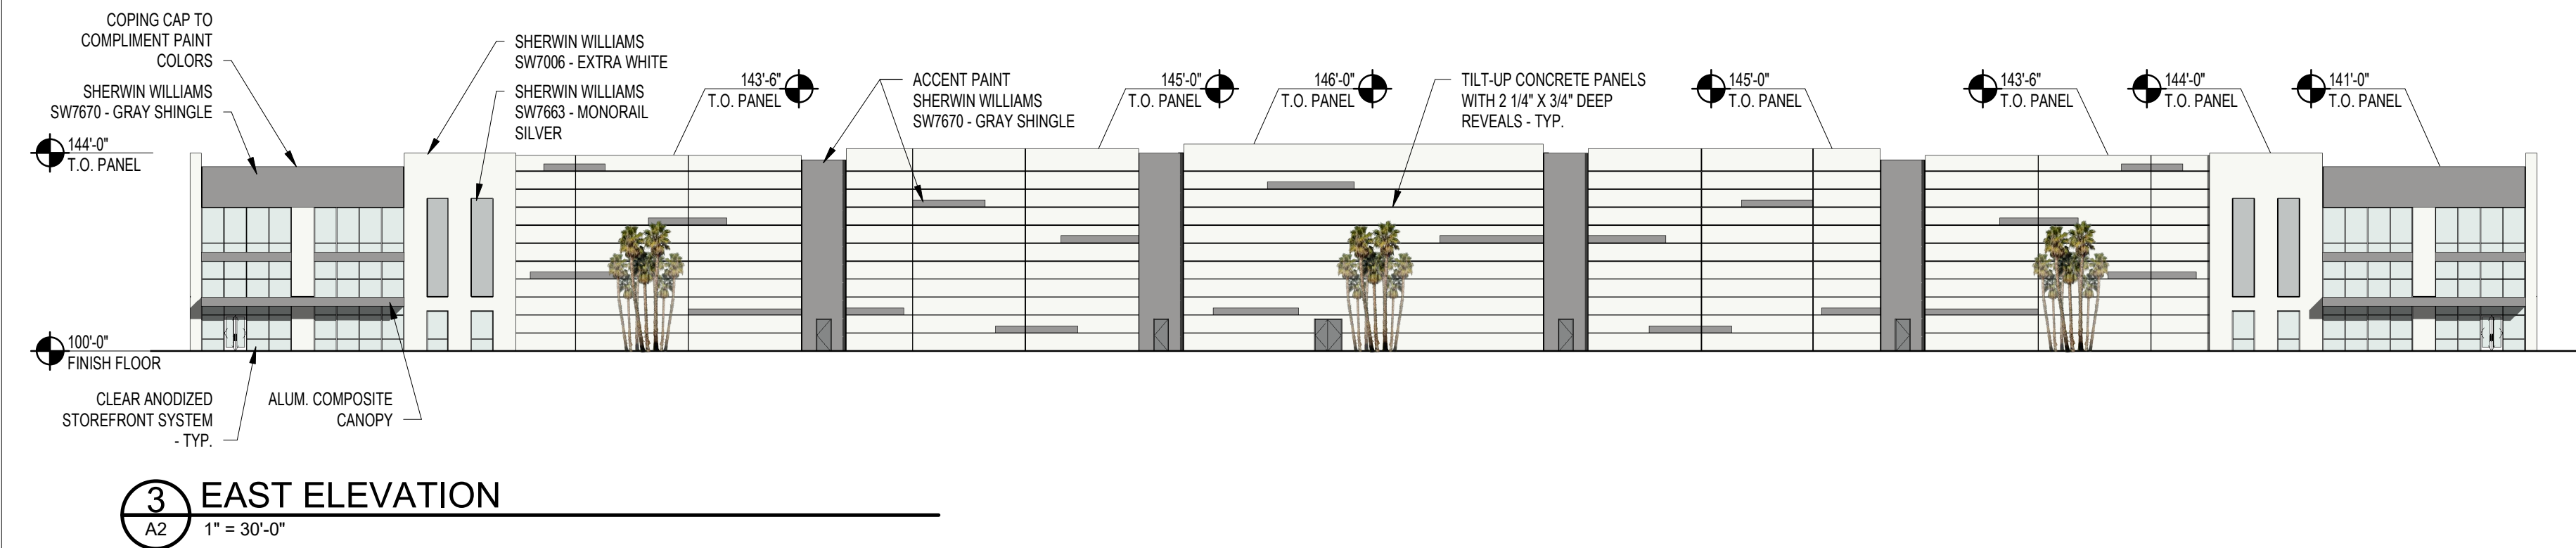 COPING CAP TO
COMPLIMENT PAINT
COLORS
SHERWIN WILLIAMS
SW7670 - GRAY SHINGLE
144'-0"
T.O. PANEL
100'-0"
FINISH FLOOR
CLEAR ANODIZED
STOREFRONT SYSTEM
- TYP.
ALUM. COMPOSITE
CANOPY
SHERWIN WILLIAMS
SW7006 - EXTRA WHITE
SHERWIN WILLIAMS
SW7663 - MONORAIL
SILVER
143'-6"
T.O. PANEL
ACCENT PAINT
SHERWIN WILLIAMS
SW7670 - GRAY SHINGLE
145'-0"
T.O. PANEL
146'-0"
T.O. PANEL
TILT-UP CONCRETE PANELS
WITH 2 1/4" X 3/4" DEEP
REVEALS - TYP.
145'-0"
T.O. PANEL
143'-6"
T.O. PANEL
144'-0"
T.O. PANEL
141'-0"
T.O. PANEL
3
A2
EAST ELEVATION
1" = 30'-0"